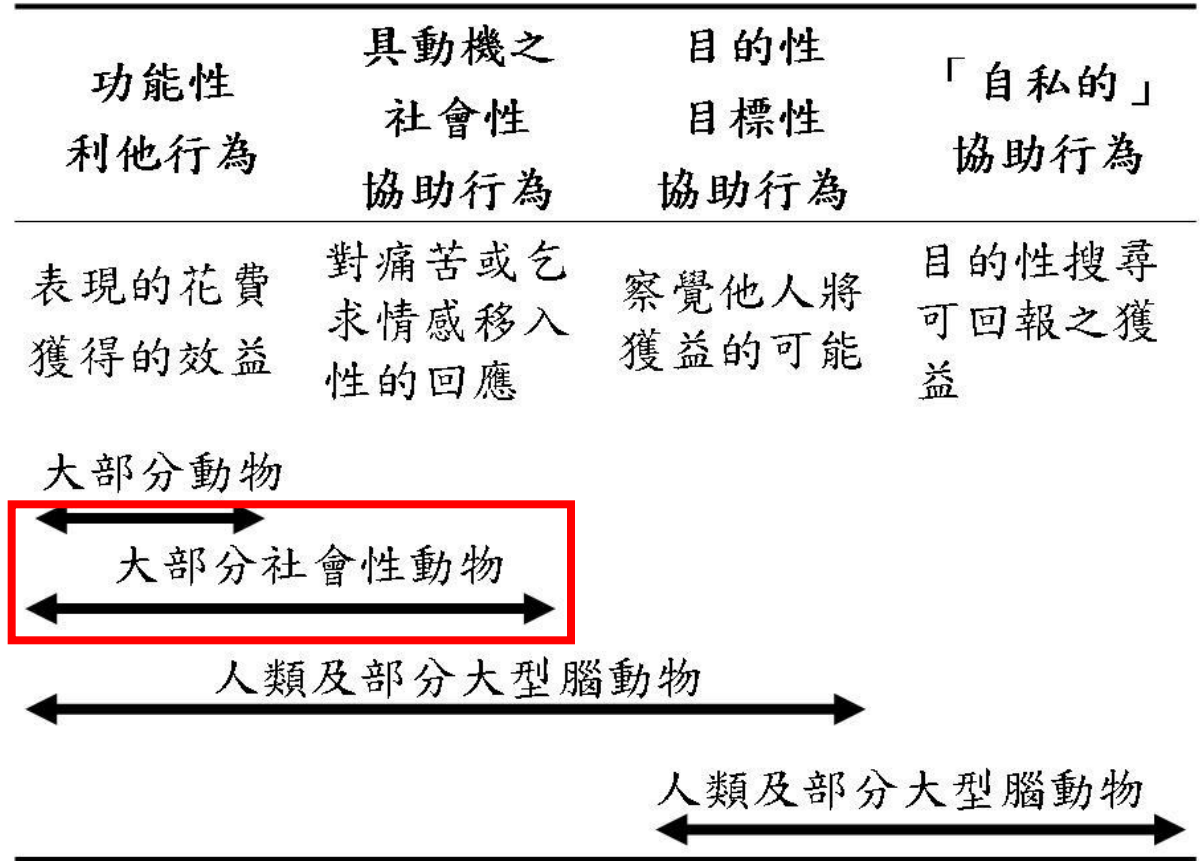 功能性
利他行為
具動機之
社會性
協助行為
目的性
目標性
協助行為
「自私的」
協助行為
表現的花費
獲得的效益
對痛苦或乞
求情感移入
性的回應
察覺他人將
獲益的可能
目的性搜尋
可回報之獲
益
大部分動物
大部分社會性動物
人類及部分大型腦動物
人類及部分大型腦動物